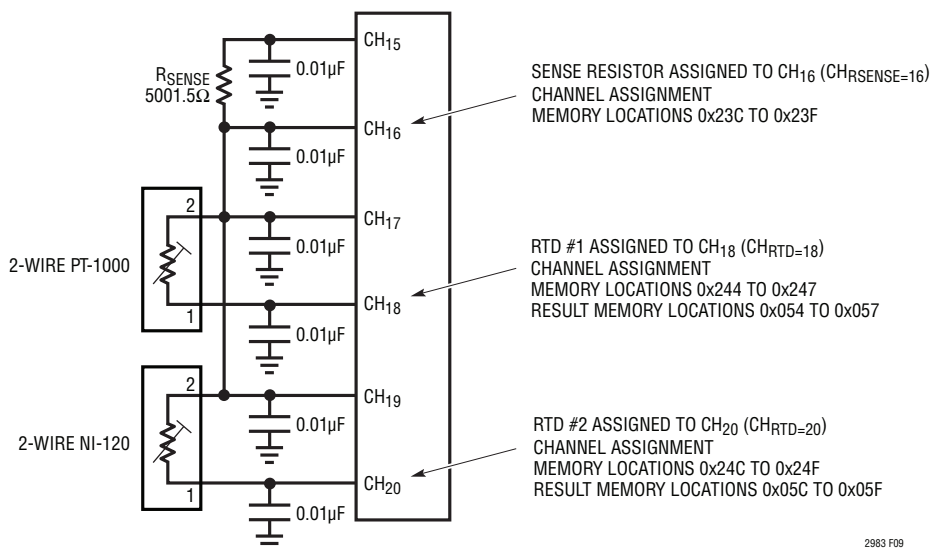 CH15
0.01µF
RSENSE
5001.5Ω
CH16
0.01µF
SENSE RESISTOR ASSIGNED TO CH16 (CHRSENSE=16)
CHANNEL ASSIGNMENT
MEMORY LOCATIONS 0x23C TO 0x23F
2
CH17
0.01µF
2-WIRE PT-1000
1
CH18
0.01µF
RTD #1 ASSIGNED TO CH18 (CHRTD=18)
CHANNEL ASSIGNMENT
MEMORY LOCATIONS 0x244 TO 0x247
RESULT MEMORY LOCATIONS 0x054 TO 0x057
2
CH19
0.01µF
2-WIRE NI-120
1
CH20
0.01µF
RTD #2 ASSIGNED TO CH20 (CHRTD=20)
CHANNEL ASSIGNMENT
MEMORY LOCATIONS 0x24C TO 0x24F
RESULT MEMORY LOCATIONS 0x05C TO 0x05F
2983 F09